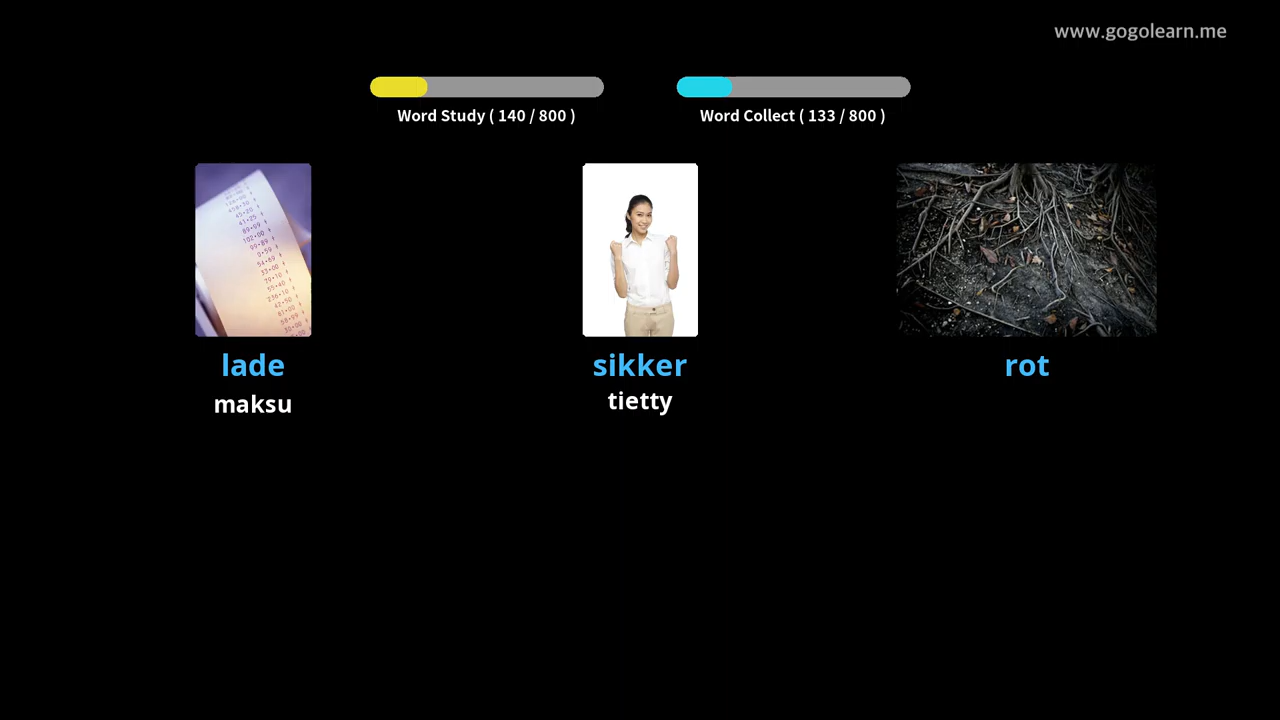 www.gogolearn.me
Word Study ( 140 / 800 )
Word Collect ( 133 / 800 )
lade
sikker
rot
maksu
tietty